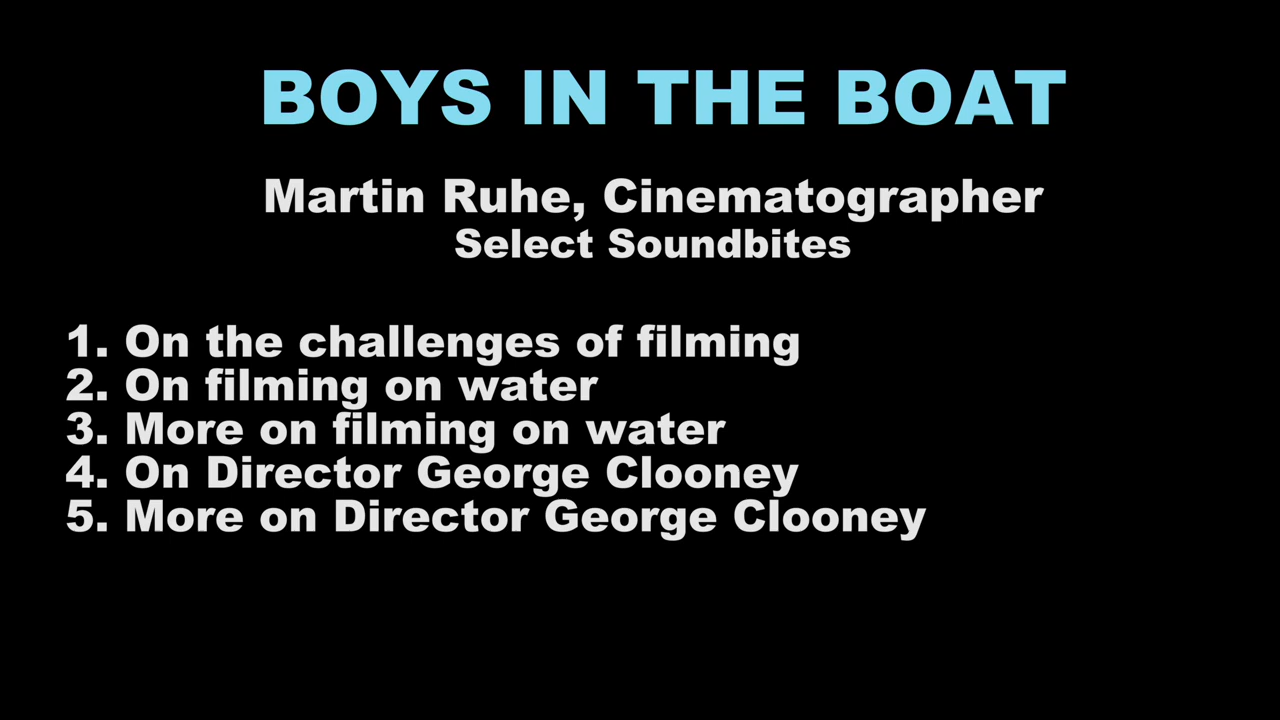 BOYS IN THE BOAT
Martin Ruhe, Cinematographer
Select Soundbites
1. On the challenges of filming
2. On filming on water
3. More on filming on water
4. On Director George Clooney
5. More on Director George Clooney